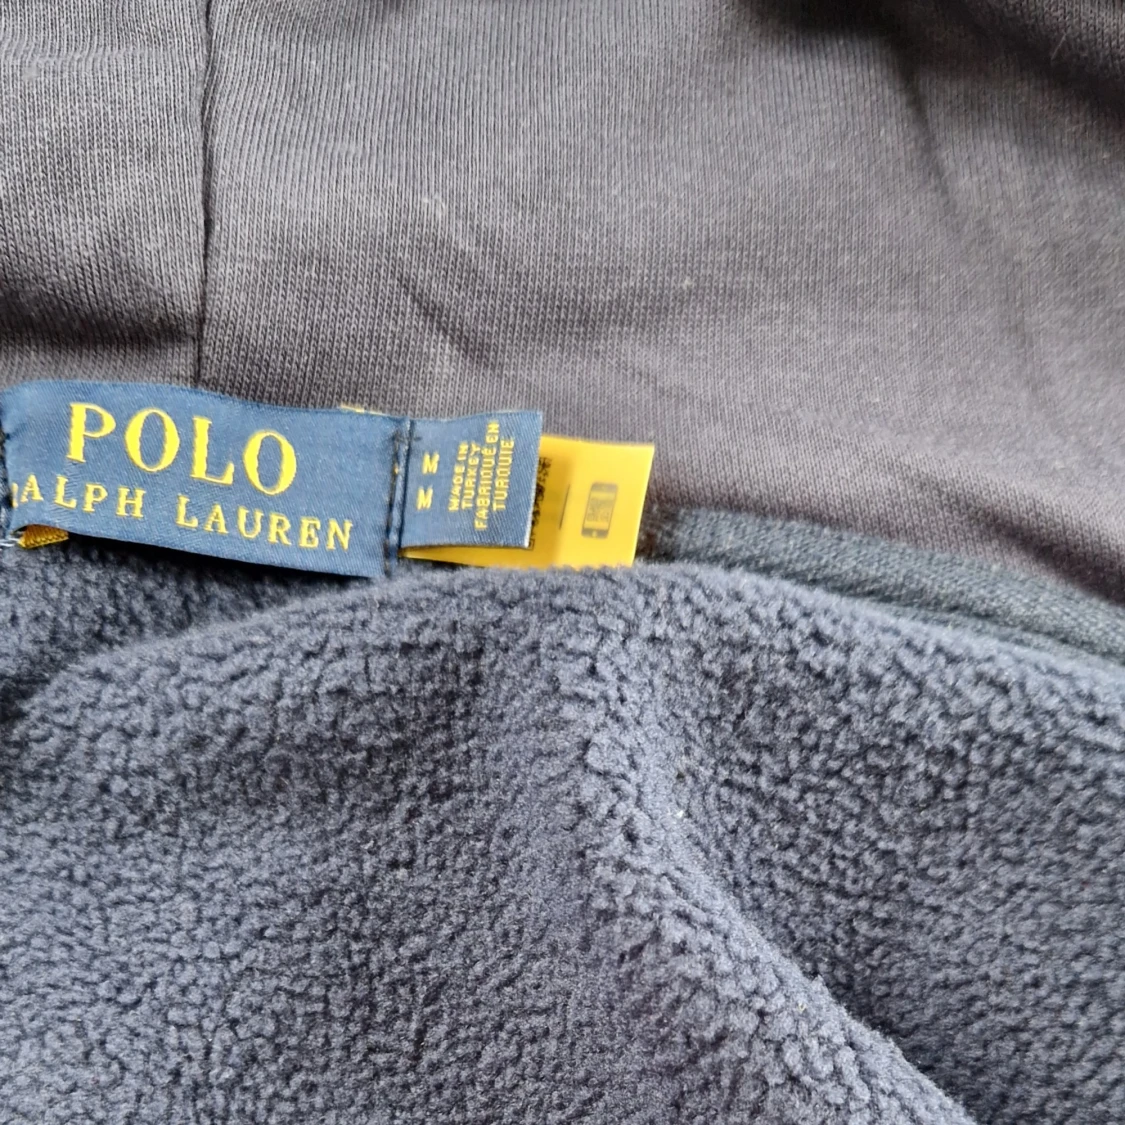 POLO
RALPH LAUREN
M
M
MADE IN
TURKEY
FABRIQUÉ EN
TURQUIE